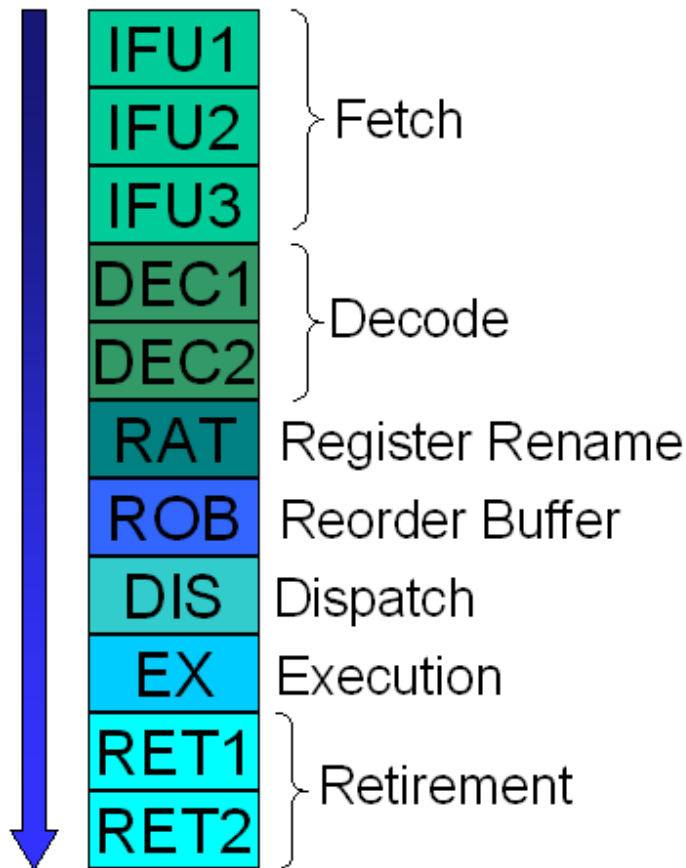 IFU1
IFU2
Fetch
IFU3
DEC1
Decode
DEC2
RAT Register Rename
ROB Reorder Buffer
DIS Dispatch
EX Execution
RET1
Retirement
RET2